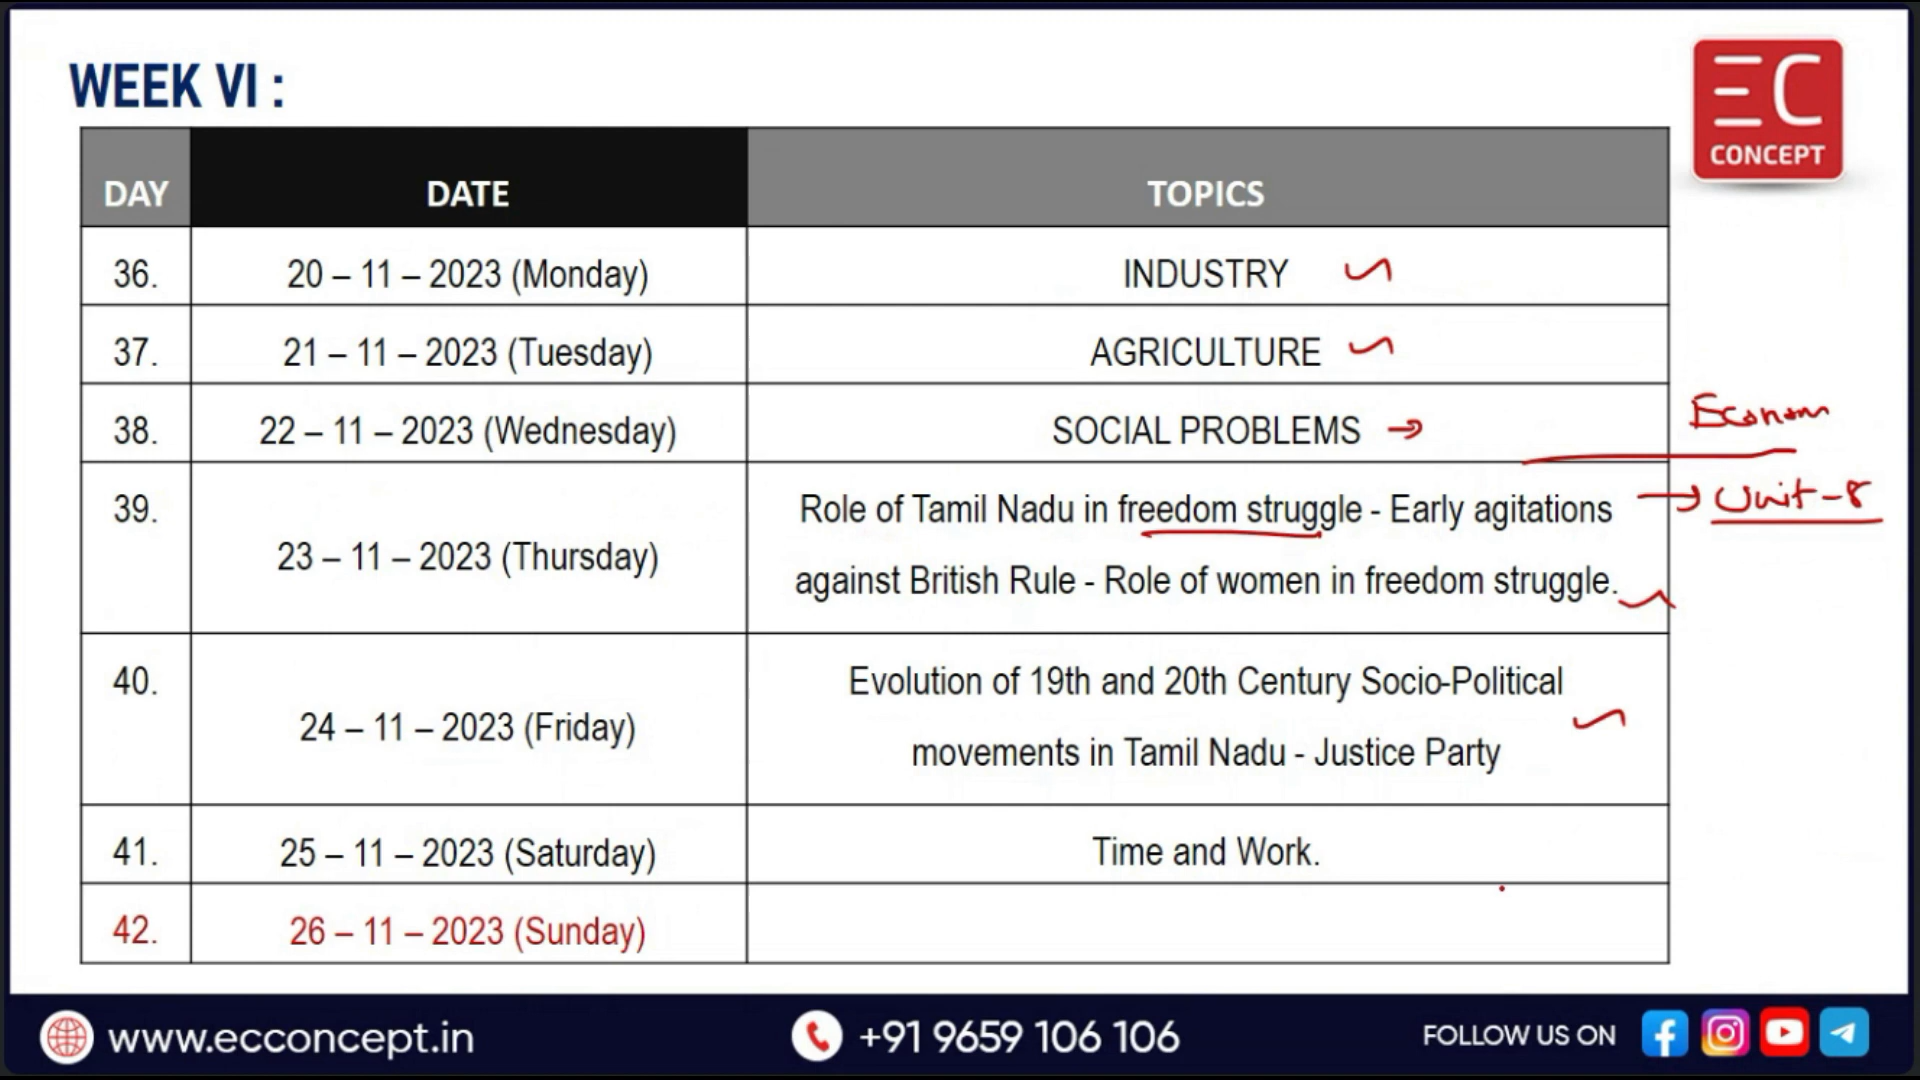 WEEK VI :
EC
CONCEPT
DAY DATE TOPICS
36. 20 – 11 – 2023 (Monday) INDUSTRY
37. 21 – 11 – 2023 (Tuesday) AGRICULTURE
38. 22 – 11 – 2023 (Wednesday) SOCIAL PROBLEMS
Econom
39. 23 – 11 – 2023 (Thursday) Role of Tamil Nadu in freedom struggle - Early agitations
against British Rule - Role of women in freedom struggle.
Unit-8
40. 24 – 11 – 2023 (Friday) Evolution of 19th and 20th Century Socio-Political
movements in Tamil Nadu - Justice Party
41. 25 – 11 – 2023 (Saturday) Time and Work.
42. 26 – 11 – 2023 (Sunday)
www.ecconcept.in +91 9659 106 106 FOLLOW US ON